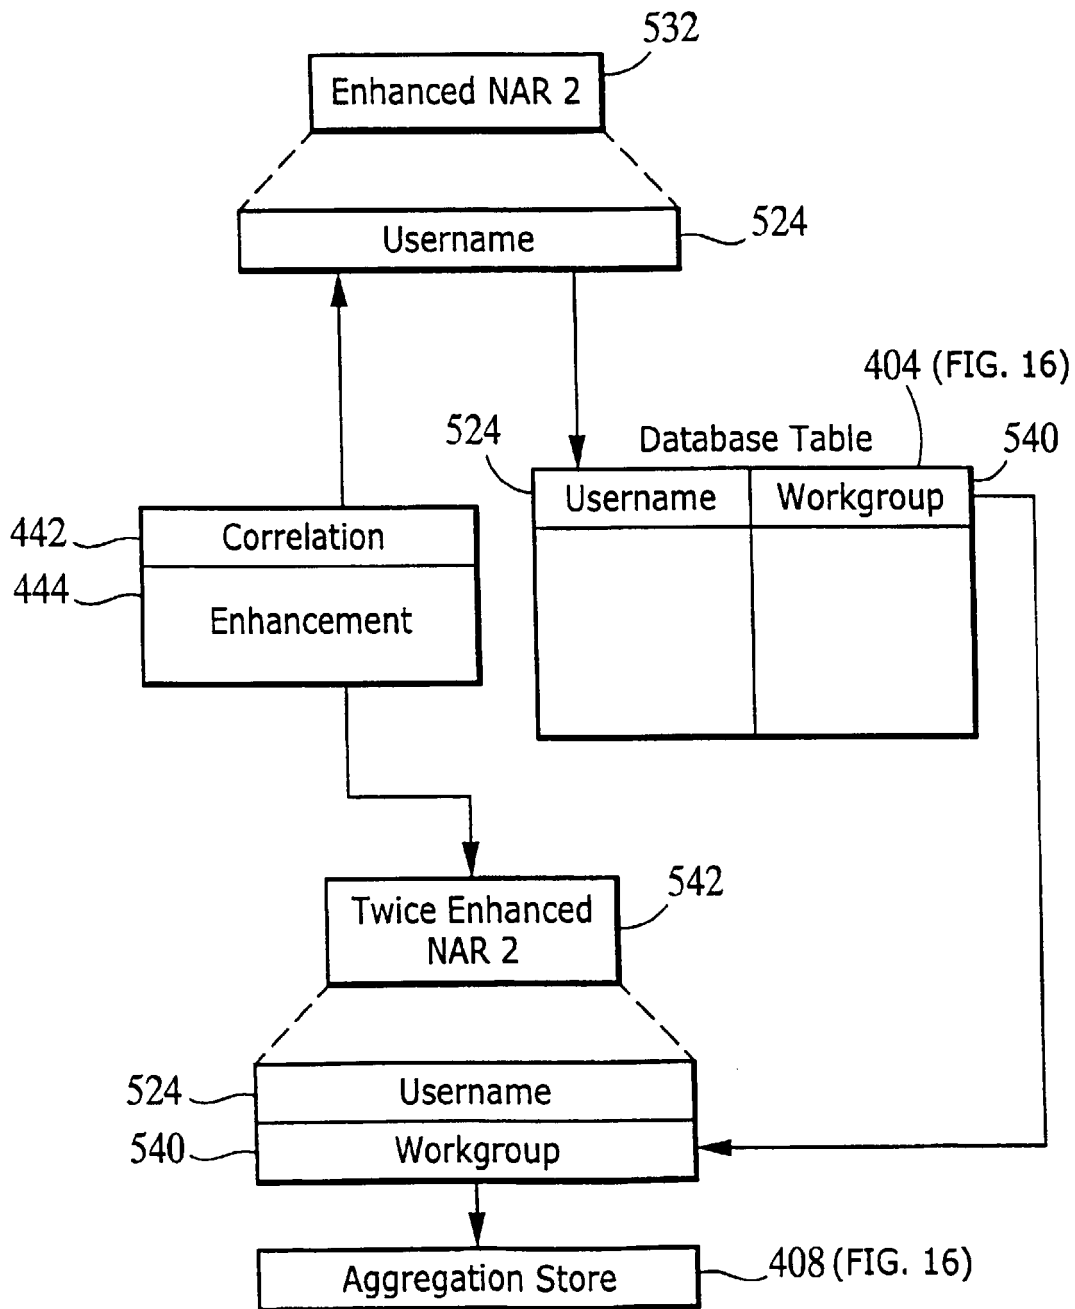 532
Enhanced NAR 2
Username
524
404 (FIG. 16)
524
Database Table
540
Username
Workgroup
442
Correlation
444
Enhancement
542
Twice Enhanced
NAR 2
524
Username
540
Workgroup
Aggregation Store
408 (FIG. 16)